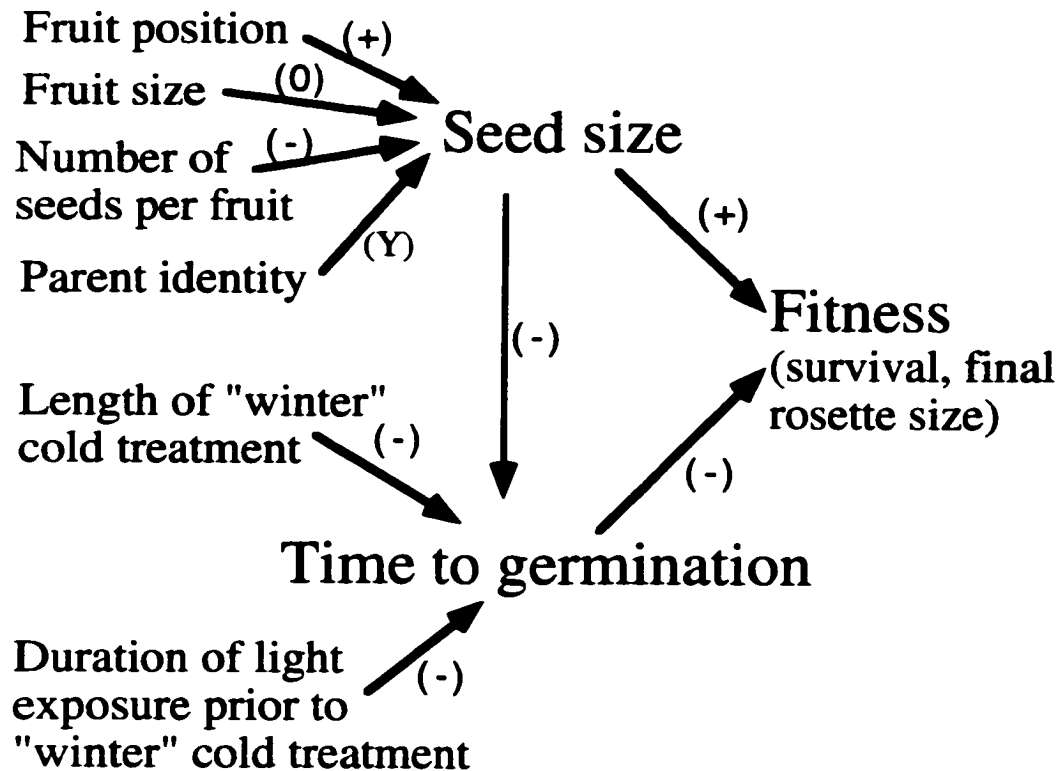 Fruit position
(+)
Fruit size
(0)
Number of
seeds per fruit
(-)
Parent identity
(Y)
Seed size
(+)
(-)
Fitness
(survival, final
rosette size)
Length of "winter"
cold treatment
(-)
(-)
Time to germination
Duration of light
exposure prior to
"winter" cold treatment
(-)